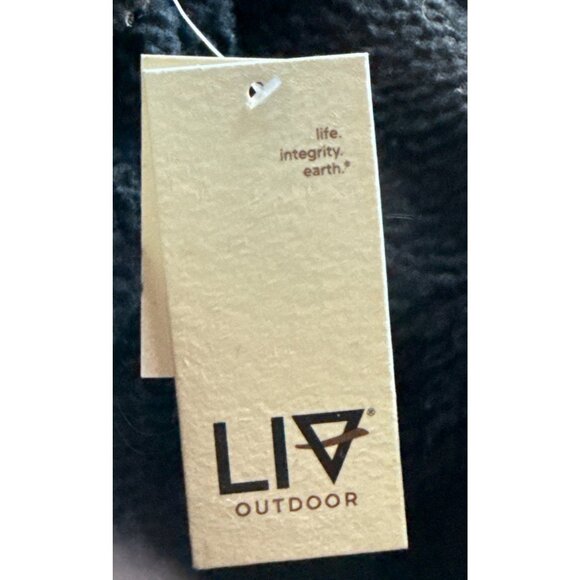 life.
integrity.
earth.®
LIV®
OUTDOOR